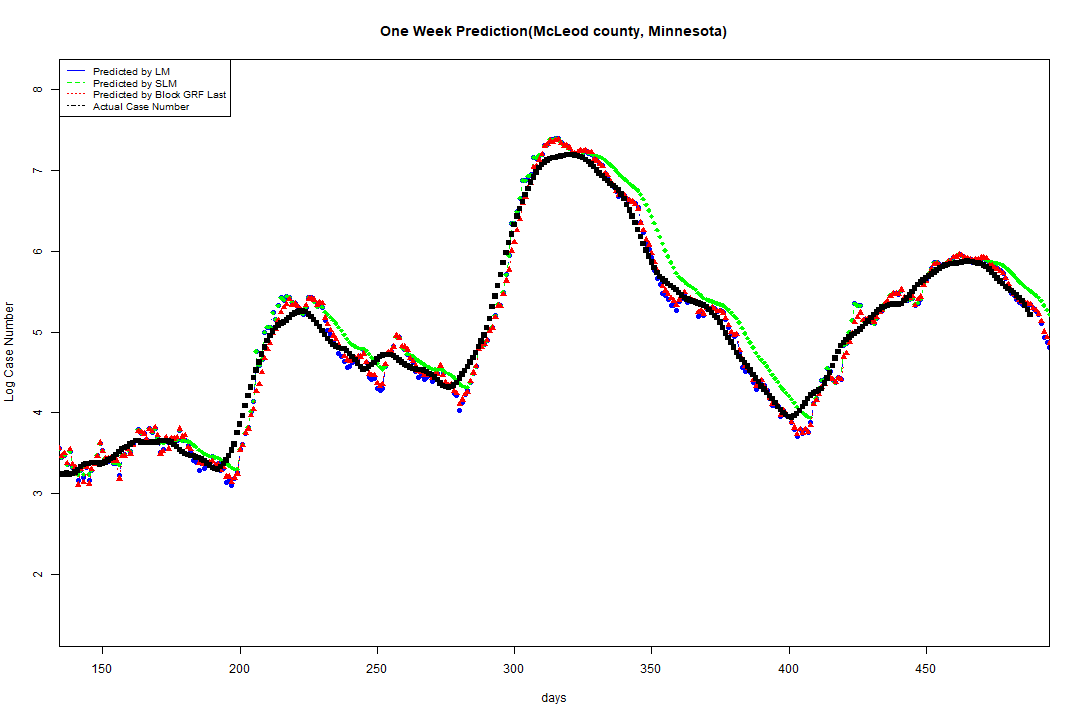 One Week Prediction(McLeod county, Minnesota)
Predicted by LM
Predicted by SLM
Predicted by Block GRF Last
Actual Case Number
8
7
6
5
4
3
2
Log Case Number
150 200 250 300 350 400 450
days